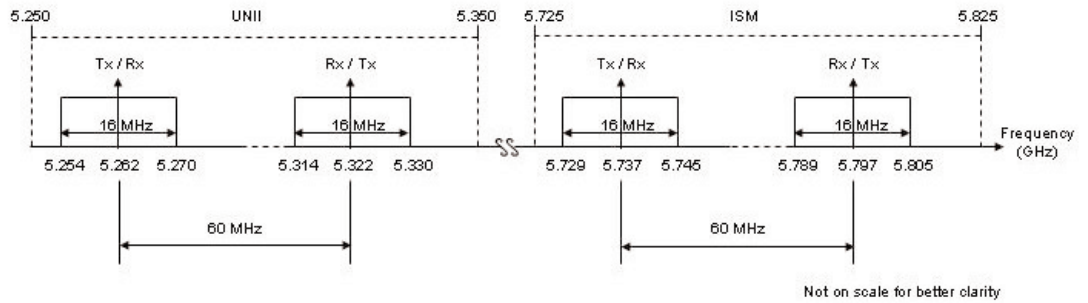 5.250 UNII 5.350 5.725 ISM 5.825
Tx / Rx Rx / Tx Tx / Rx Rx / Tx
16 MHz 16 MHz 16 MHz 16 MHz
Frequency
(GHz)
5.254 5.262 5.270 5.314 5.322 5.330 5.729 5.737 5.745 5.789 5.797 5.805
60 MHz 60 MHz
Not on scale for better clarity